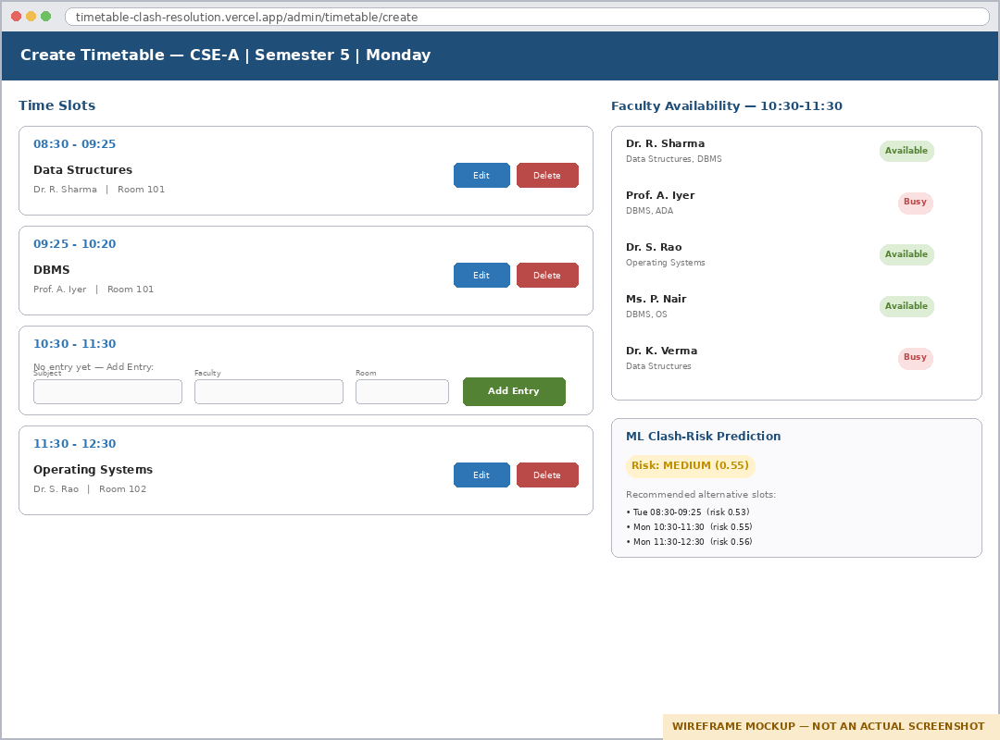 timetable-clash-resolution.vercel.app/admin/timetable/create
Create Timetable — CSE-A | Semester 5 | Monday
Time Slots
08:30 - 09:25
Data Structures
Dr. R. Sharma | Room 101
Edit
Delete
09:25 - 10:20
DBMS
Prof. A. Iyer | Room 101
Edit
Delete
10:30 - 11:30
No entry yet — Add Entry:
Subject
Faculty
Room
Add Entry
11:30 - 12:30
Operating Systems
Dr. S. Rao | Room 102
Edit
Delete
Faculty Availability — 10:30-11:30
Dr. R. Sharma
Data Structures, DBMS
Available
Prof. A. Iyer
DBMS, ADA
Busy
Dr. S. Rao
Operating Systems
Available
Ms. P. Nair
DBMS, OS
Available
Dr. K. Verma
Data Structures
Busy
ML Clash-Risk Prediction
Risk: MEDIUM (0.55)
Recommended alternative slots:
• Tue 08:30-09:25 (risk 0.53)
• Mon 10:30-11:30 (risk 0.55)
• Mon 11:30-12:30 (risk 0.56)
WIREFRAME MOCKUP — NOT AN ACTUAL SCREENSHOT